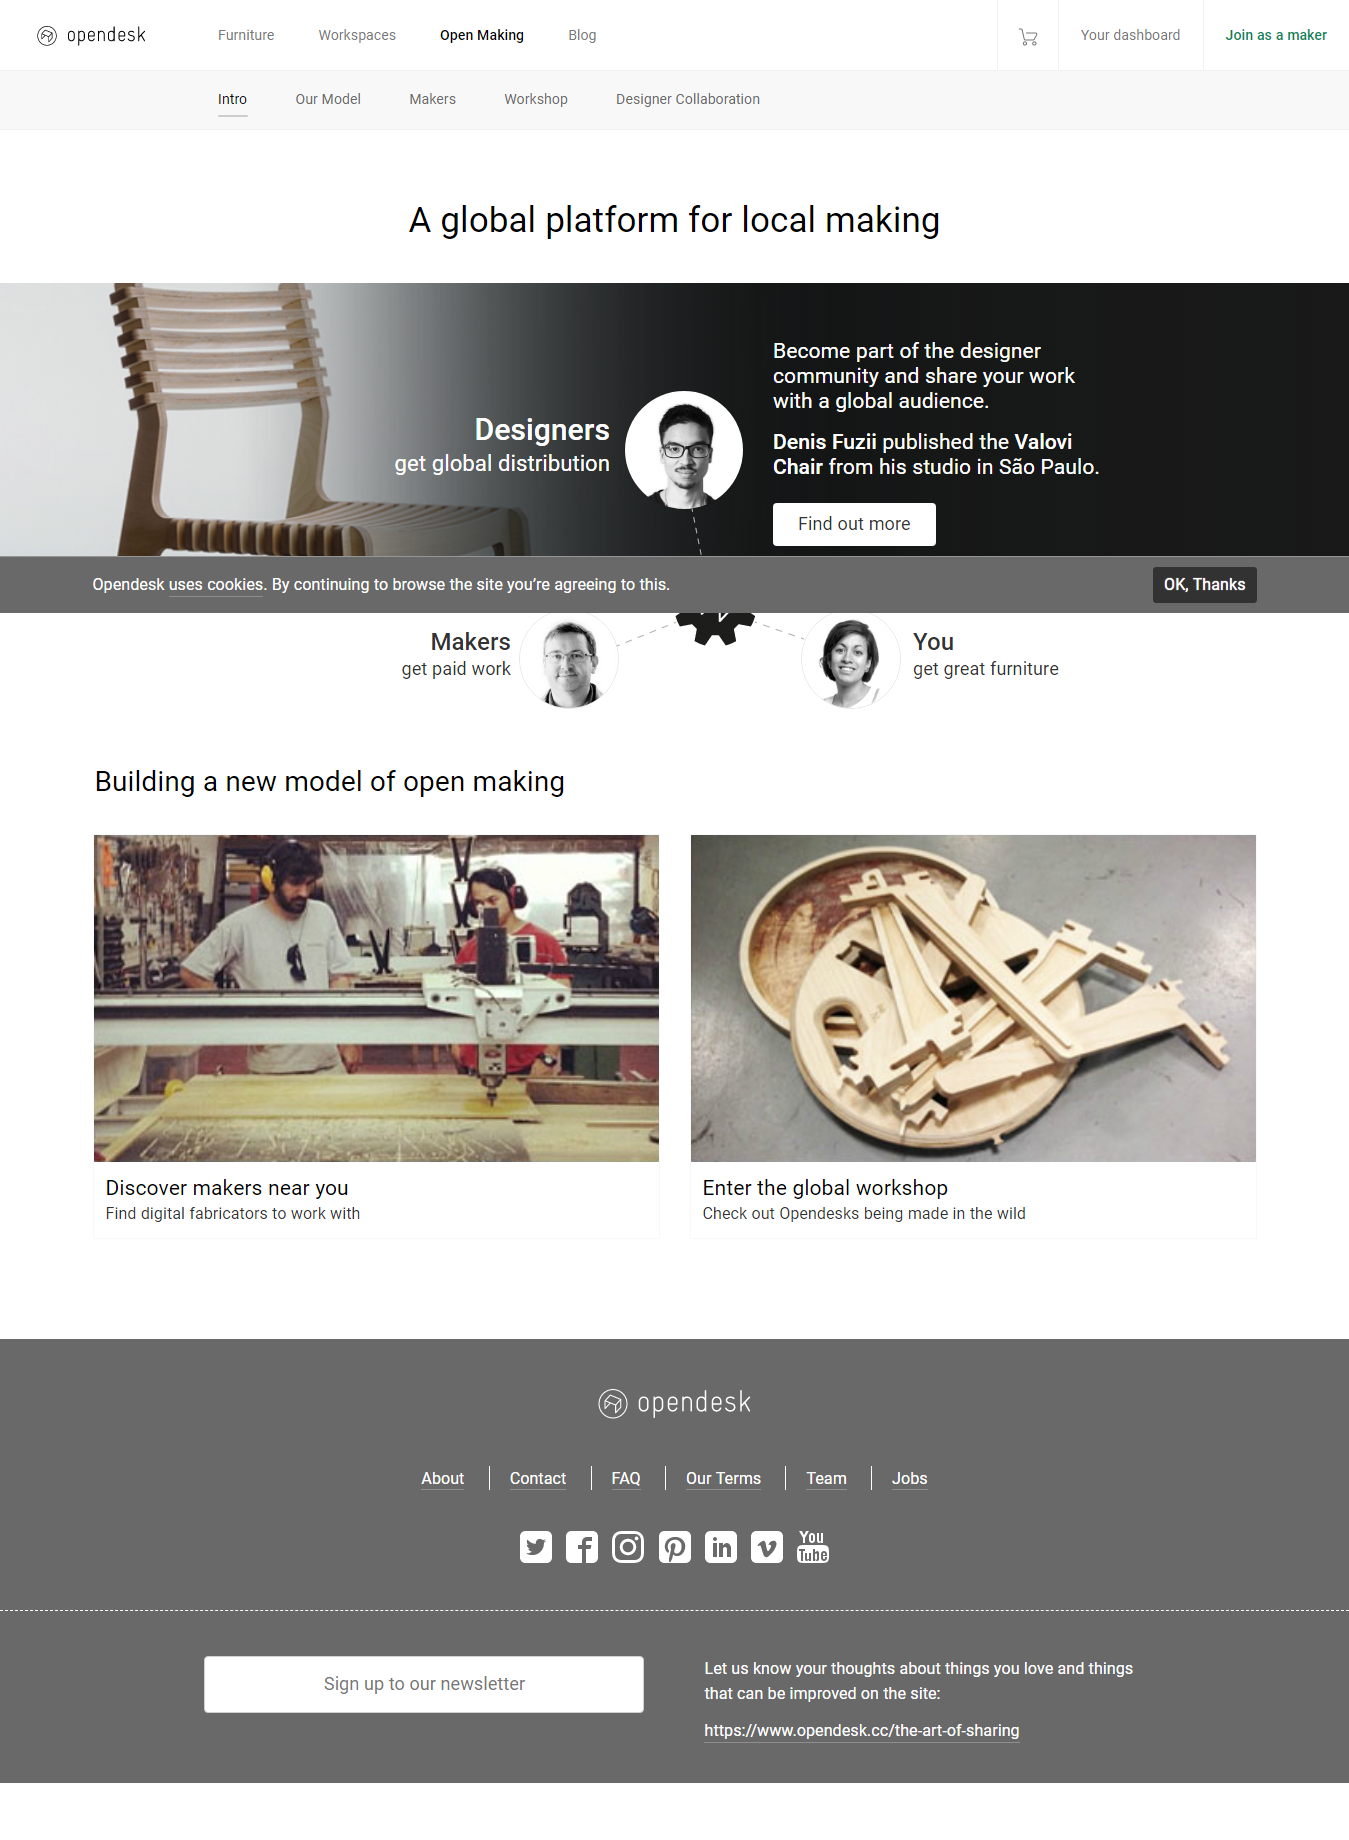 opendesk
Furniture
Workspaces
Open Making
Blog
Your dashboard
Join as a maker
Intro
Our Model
Makers
Workshop
Designer Collaboration
A global platform for local making
Designers
get global distribution
Become part of the designer
community and share your work
with a global audience.
Denis Fuzii published the Valovi
Chair from his studio in São Paulo.
Find out more
Opendesk uses cookies. By continuing to browse the site you’re agreeing to this.
OK, Thanks
Makers
get paid work
You
get great furniture
Building a new model of open making
Discover makers near you
Find digital fabricators to work with
Enter the global workshop
Check out Opendesks being made in the wild
opendesk
About
Contact
FAQ
Our Terms
Team
Jobs
in
You
Tube
Sign up to our newsletter
Let us know your thoughts about things you love and things
that can be improved on the site:
https://www.opendesk.cc/the-art-of-sharing